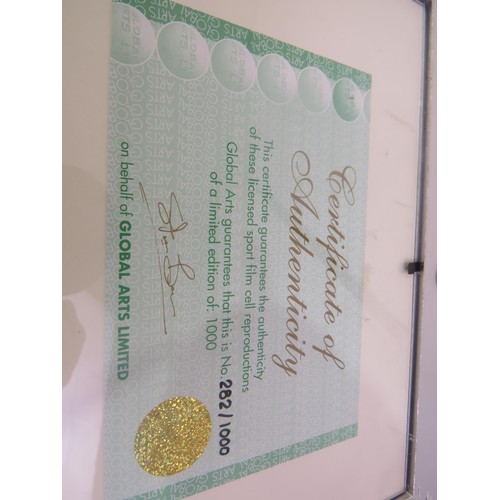 Certificate of
Authenticity
This certificate guarantees the authenticity
of these licensed sport film cell reproductions
Global Arts guarantees that this is No: 282/1000
of a limited edition of: 1000
on behalf of GLOBAL ARTS LIMITED